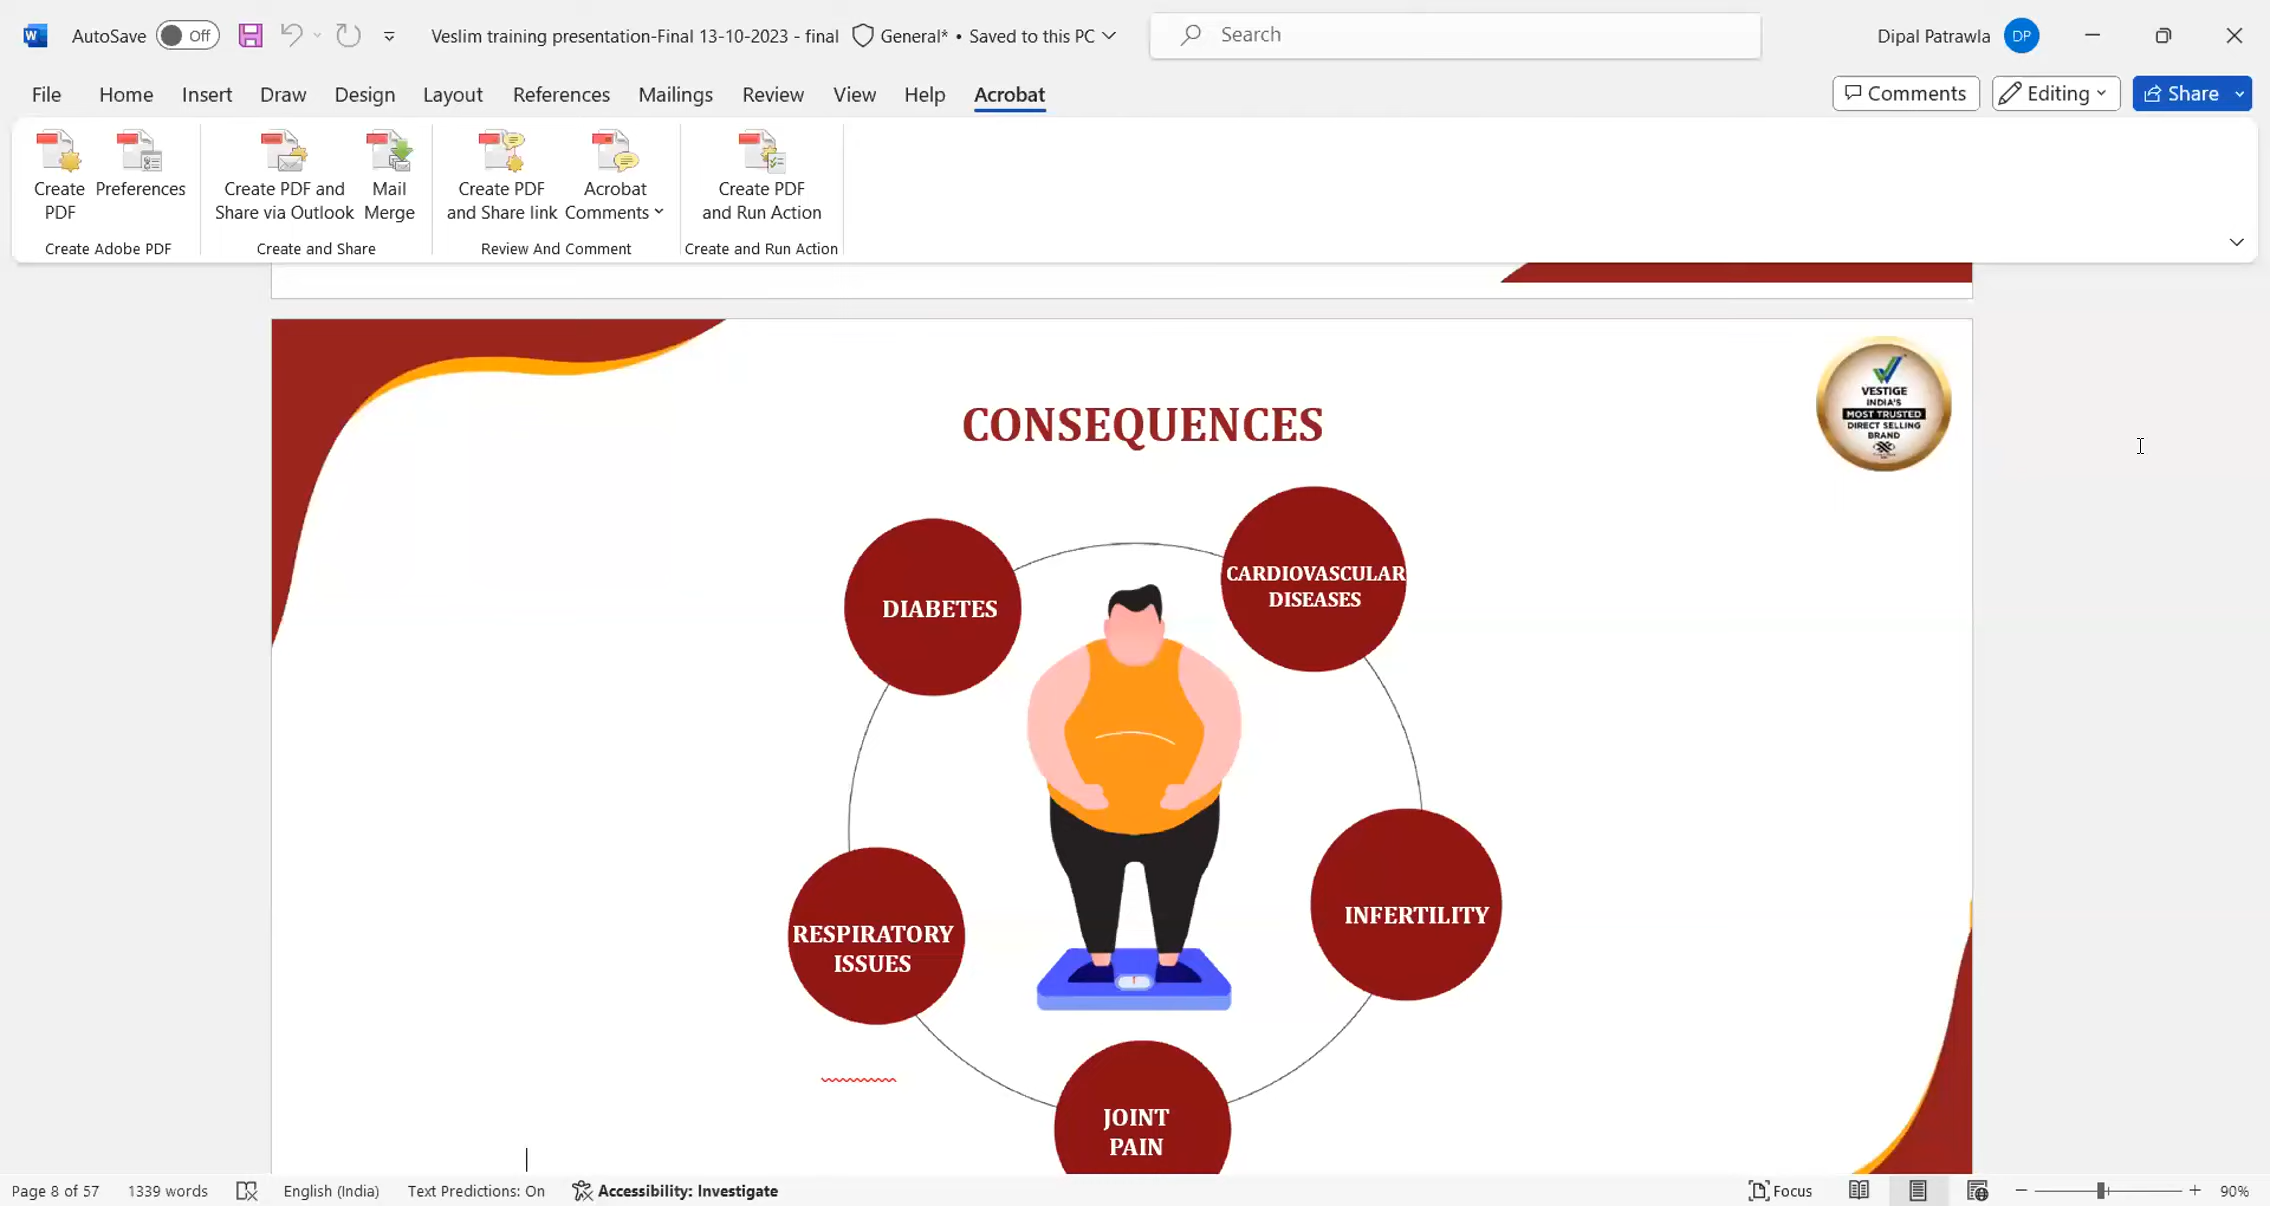 AutoSave Off Veslim training presentation-Final 13-10-2023 - final General* • Saved to this PC Search Dipal Patrawla DP
File Home Insert Draw Design Layout References Mailings Review View Help Acrobat Comments Editing Share
Create PDF
Preferences
Create PDF and Share via Outlook
Mail Merge
Create PDF and Share link
Acrobat Comments
Create PDF and Run Action
Create Adobe PDF Create and Share Review And Comment Create and Run Action
VESTIGE
INDIA'S
MOST TRUSTED
DIRECT SELLING
BRAND
CONSEQUENCES
DIABETES
CARDIOVASCULAR
DISEASES
RESPIRATORY
ISSUES
INFERTILITY
JOINT
PAIN
Page 8 of 57 1339 words English (India) Text Predictions: On Accessibility: Investigate Focus 90%